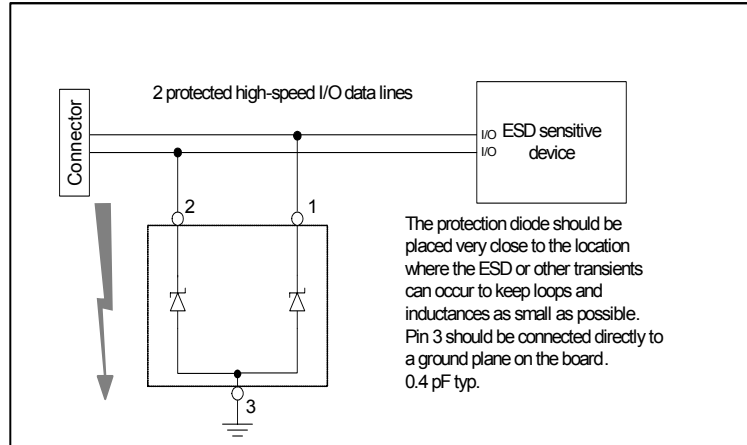 2 protected high-speed I/O data lines
Connector
I/O
I/O
ESD sensitive
device
2
1
3
The protection diode should be
placed very close to the location
where the ESD or other transients
can occur to keep loops and
inductances as small as possible.
Pin 3 should be connected directly to
a ground plane on the board.
0.4 pF typ.